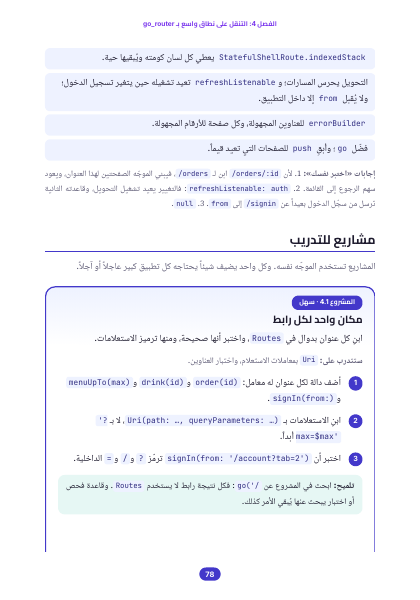 الفصل 4: التنقل على نطاق واسع بـ go_router
StatefulShellRoute.indexedStack يعطي كل لسان كومته ويُبقيها حية.
التحويل يحرس المسارات؛ و refreshListenable تعيد تشغيله حين يتغير تسجيل الدخول؛
ولا يُقبل from إلا داخل التطبيق.
errorBuilder للعناوين المجهولة، وكل صفحة للأرقام المجهولة.
فضّل go ؛ وأبقِ push للصفحات التي تعيد قيماً.
إجابات «اختبر نفسك»: 1. لأن orders/:id/ ابن لـ orders/ ، فيبني الموجّه الصفحتين لهذا العنوان، ويعود
سهم الرجوع إلى القائمة. 2. refreshListenable: auth : فالتغيير يعيد تشغيل التحويل، وقاعدته الثانية
ترسل من سجّل الدخول بعيداً عن signin/ إلى from . 3. null .
مشاريع للتدريب
المشاريع تستخدم الموجّه نفسه. وكل واحد يضيف شيئاً يحتاجه كل تطبيق كبير عاجلاً أو آجلاً.
المشروع 4.1 · سهل
مكان واحد لكل رابط
ابنِ كل عنوان بدوال في Routes ، واختبر أنها صحيحة، ومنها ترميز الاستعلامات.
ستتدرب على: Uri بمعاملات الاستعلام، واختبار العناوين.
1 أضف دالة لكل عنوان له معامل: order(id) و drink(id) و menuUpTo(max)
و signIn(from:) .
2 ابنِ الاستعلامات بـ Uri(path: …, queryParameters: …) ، لا بـ '?
max=$max' أبداً.
3 اختبر أن signIn(from: '/account?tab=2') ترمّز ? و / و = الداخلية.
تلميح: ابحث في المشروع عن go('/ : فكل نتيجة رابط لا يستخدم Routes . وقاعدة فحص
أو اختبار يبحث عنها يُبقي الأمر كذلك.
78